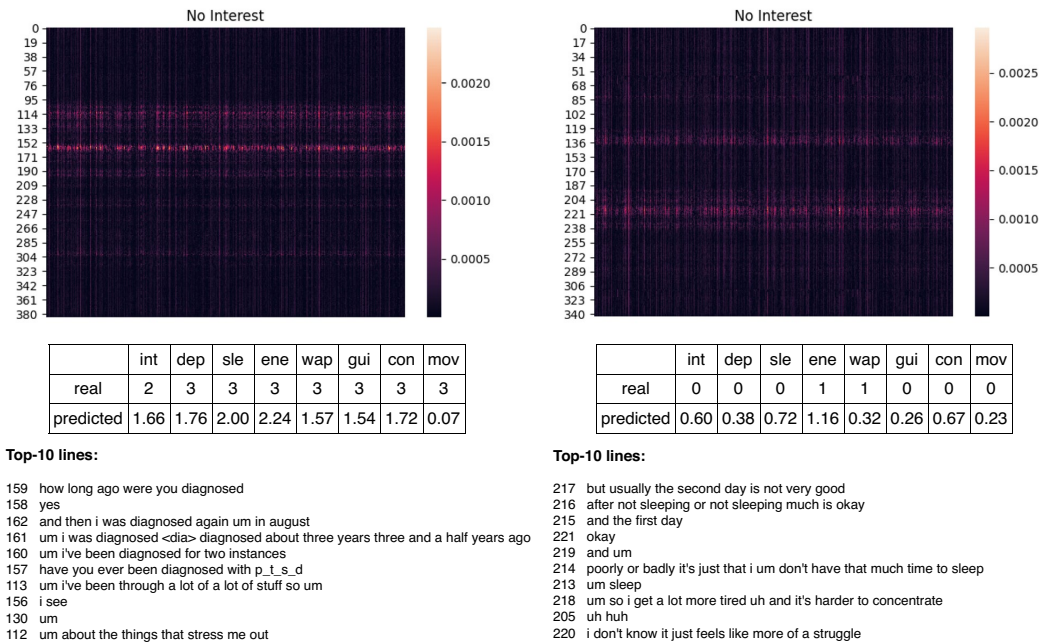 No Interest
0
19
38
57
76
95
114
133
152
171
190
209
228
247
266
285
304
323
342
361
380
0.0020
0.0015
0.0010
0.0005
int dep sle ene wap gui con mov
real 2 3 3 3 3 3 3 3
predicted 1.66 1.76 2.00 2.24 1.57 1.54 1.72 0.07
Top-10 lines:
159 how long ago were you diagnosed
158 yes
162 and then i was diagnosed again um in august
161 um i was diagnosed <dia> diagnosed about three years three and a half years ago
160 um i've been diagnosed for two instances
157 have you ever been diagnosed with p_t_s_d
113 um i've been through a lot of a lot of stuff so um
156 i see
130 um
112 um about the things that stress me out
No Interest
0
17
34
51
68
85
102
119
136
153
170
187
204
221
238
255
272
289
306
323
340
0.0025
0.0020
0.0015
0.0010
0.0005
int dep sle ene wap gui con mov
real 0 0 0 1 1 0 0 0
predicted 0.60 0.38 0.72 1.16 0.32 0.26 0.67 0.23
Top-10 lines:
217 but usually the second day is not very good
216 after not sleeping or not sleeping much is okay
215 and the first day
221 okay
219 and um
214 poorly or badly it's just that i um don't have that much time to sleep
213 um sleep
218 um so i get a lot more tired uh and it's harder to concentrate
205 uh huh
220 i don't know it just feels like more of a struggle